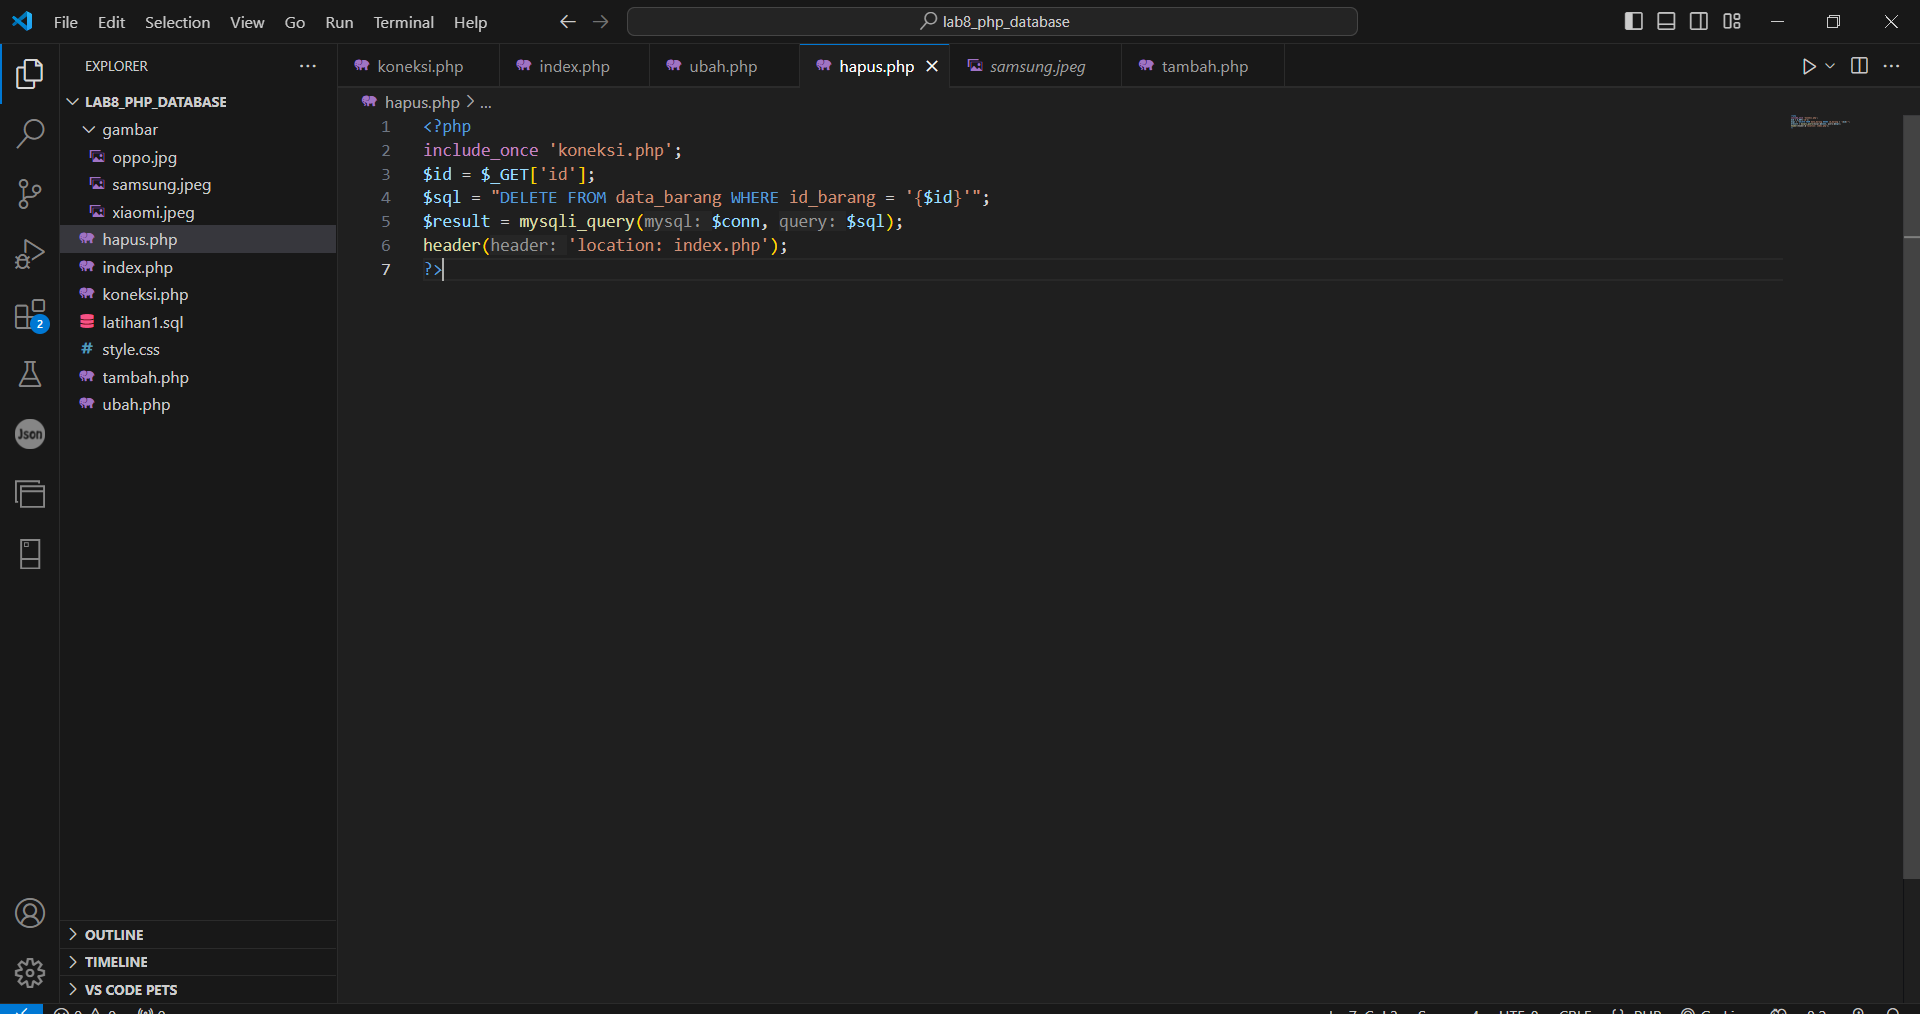 File Edit Selection View Go Run Terminal Help
lab8_php_database
EXPLORER
LAB8_PHP_DATABASE
gambar
oppo.jpg
samsung.jpeg
xiaomi.jpeg
hapus.php
index.php
koneksi.php
latihan1.sql
# style.css
tambah.php
ubah.php
OUTLINE
TIMELINE
VS CODE PETS
2
Json
koneksi.php index.php ubah.php hapus.php samsung.jpeg tambah.php
hapus.php > ...
1 <?php
2 include_once 'koneksi.php';
3 $id = $_GET['id'];
4 $sql = "DELETE FROM data_barang WHERE id_barang = '{$id}'";
5 $result = mysqli_query(mysql: $conn, query: $sql);
6 header(header: 'location: index.php');
7 ?>